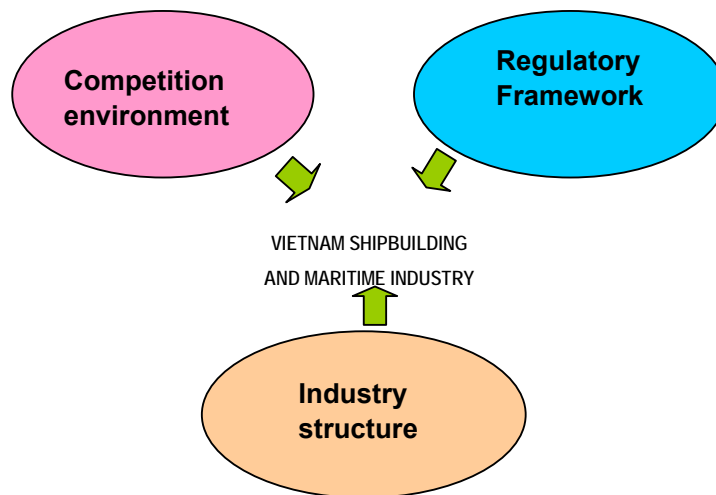 Competition
environment
Regulatory
Framework
VIETNAM SHIPBUILDING
AND MARITIME INDUSTRY
Industry
structure